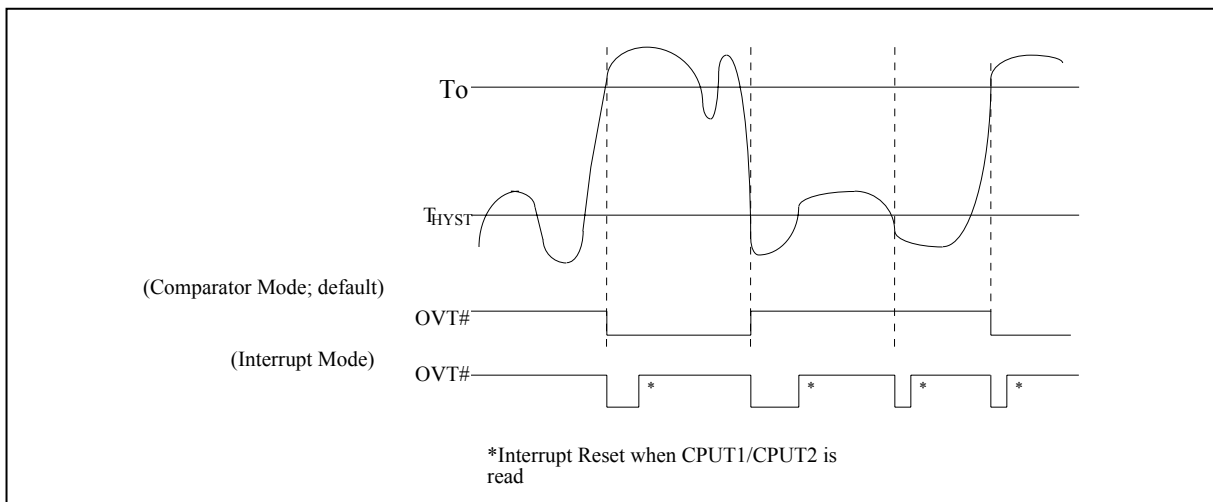 To
THYST
(Comparator Mode; default)
OVT#
(Interrupt Mode)
OVT#
* * * *
*Interrupt Reset when CPUT1/CPUT2 is
read